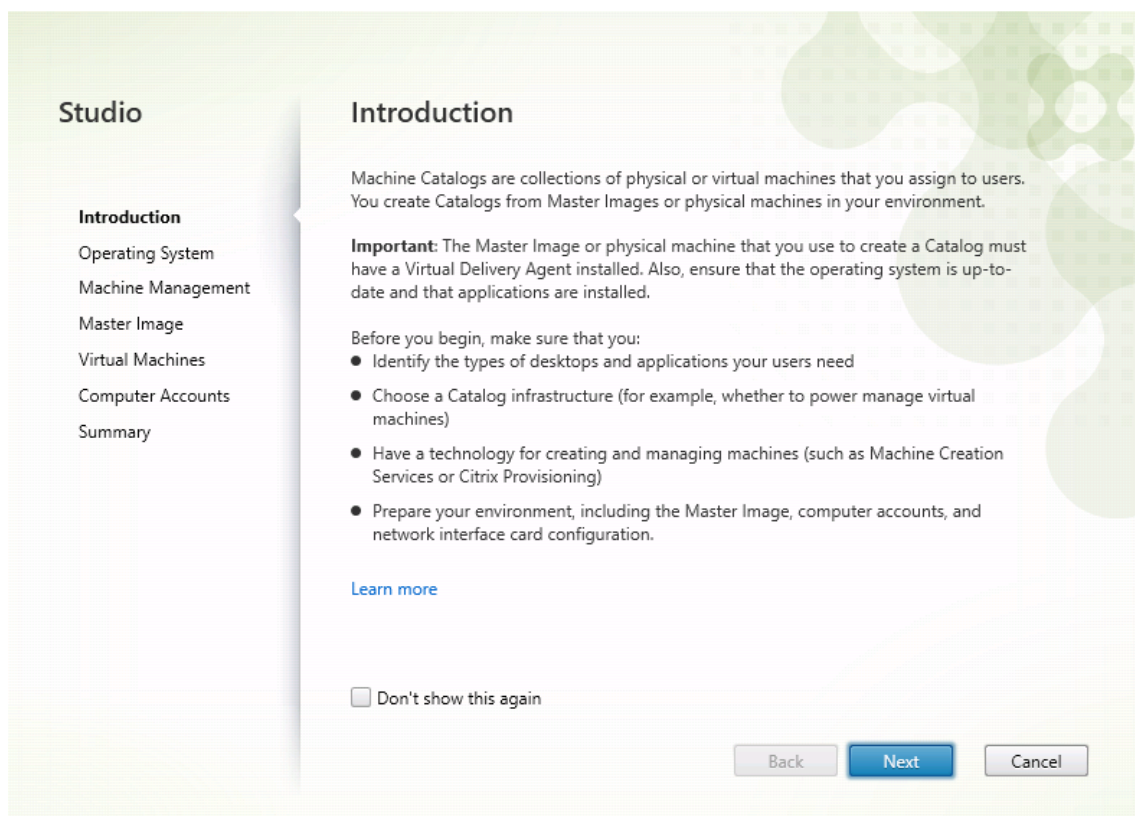 Studio
Introduction
Operating System
Machine Management
Master Image
Virtual Machines
Computer Accounts
Summary
Introduction
Machine Catalogs are collections of physical or virtual machines that you assign to users.
You create Catalogs from Master Images or physical machines in your environment.
Important: The Master Image or physical machine that you use to create a Catalog must
have a Virtual Delivery Agent installed. Also, ensure that the operating system is up-to-
date and that applications are installed.
Before you begin, make sure that you:
● Identify the types of desktops and applications your users need
● Choose a Catalog infrastructure (for example, whether to power manage virtual
machines)
● Have a technology for creating and managing machines (such as Machine Creation
Services or Citrix Provisioning)
● Prepare your environment, including the Master Image, computer accounts, and
network interface card configuration.
Learn more
Don't show this again
Back
Next
Cancel